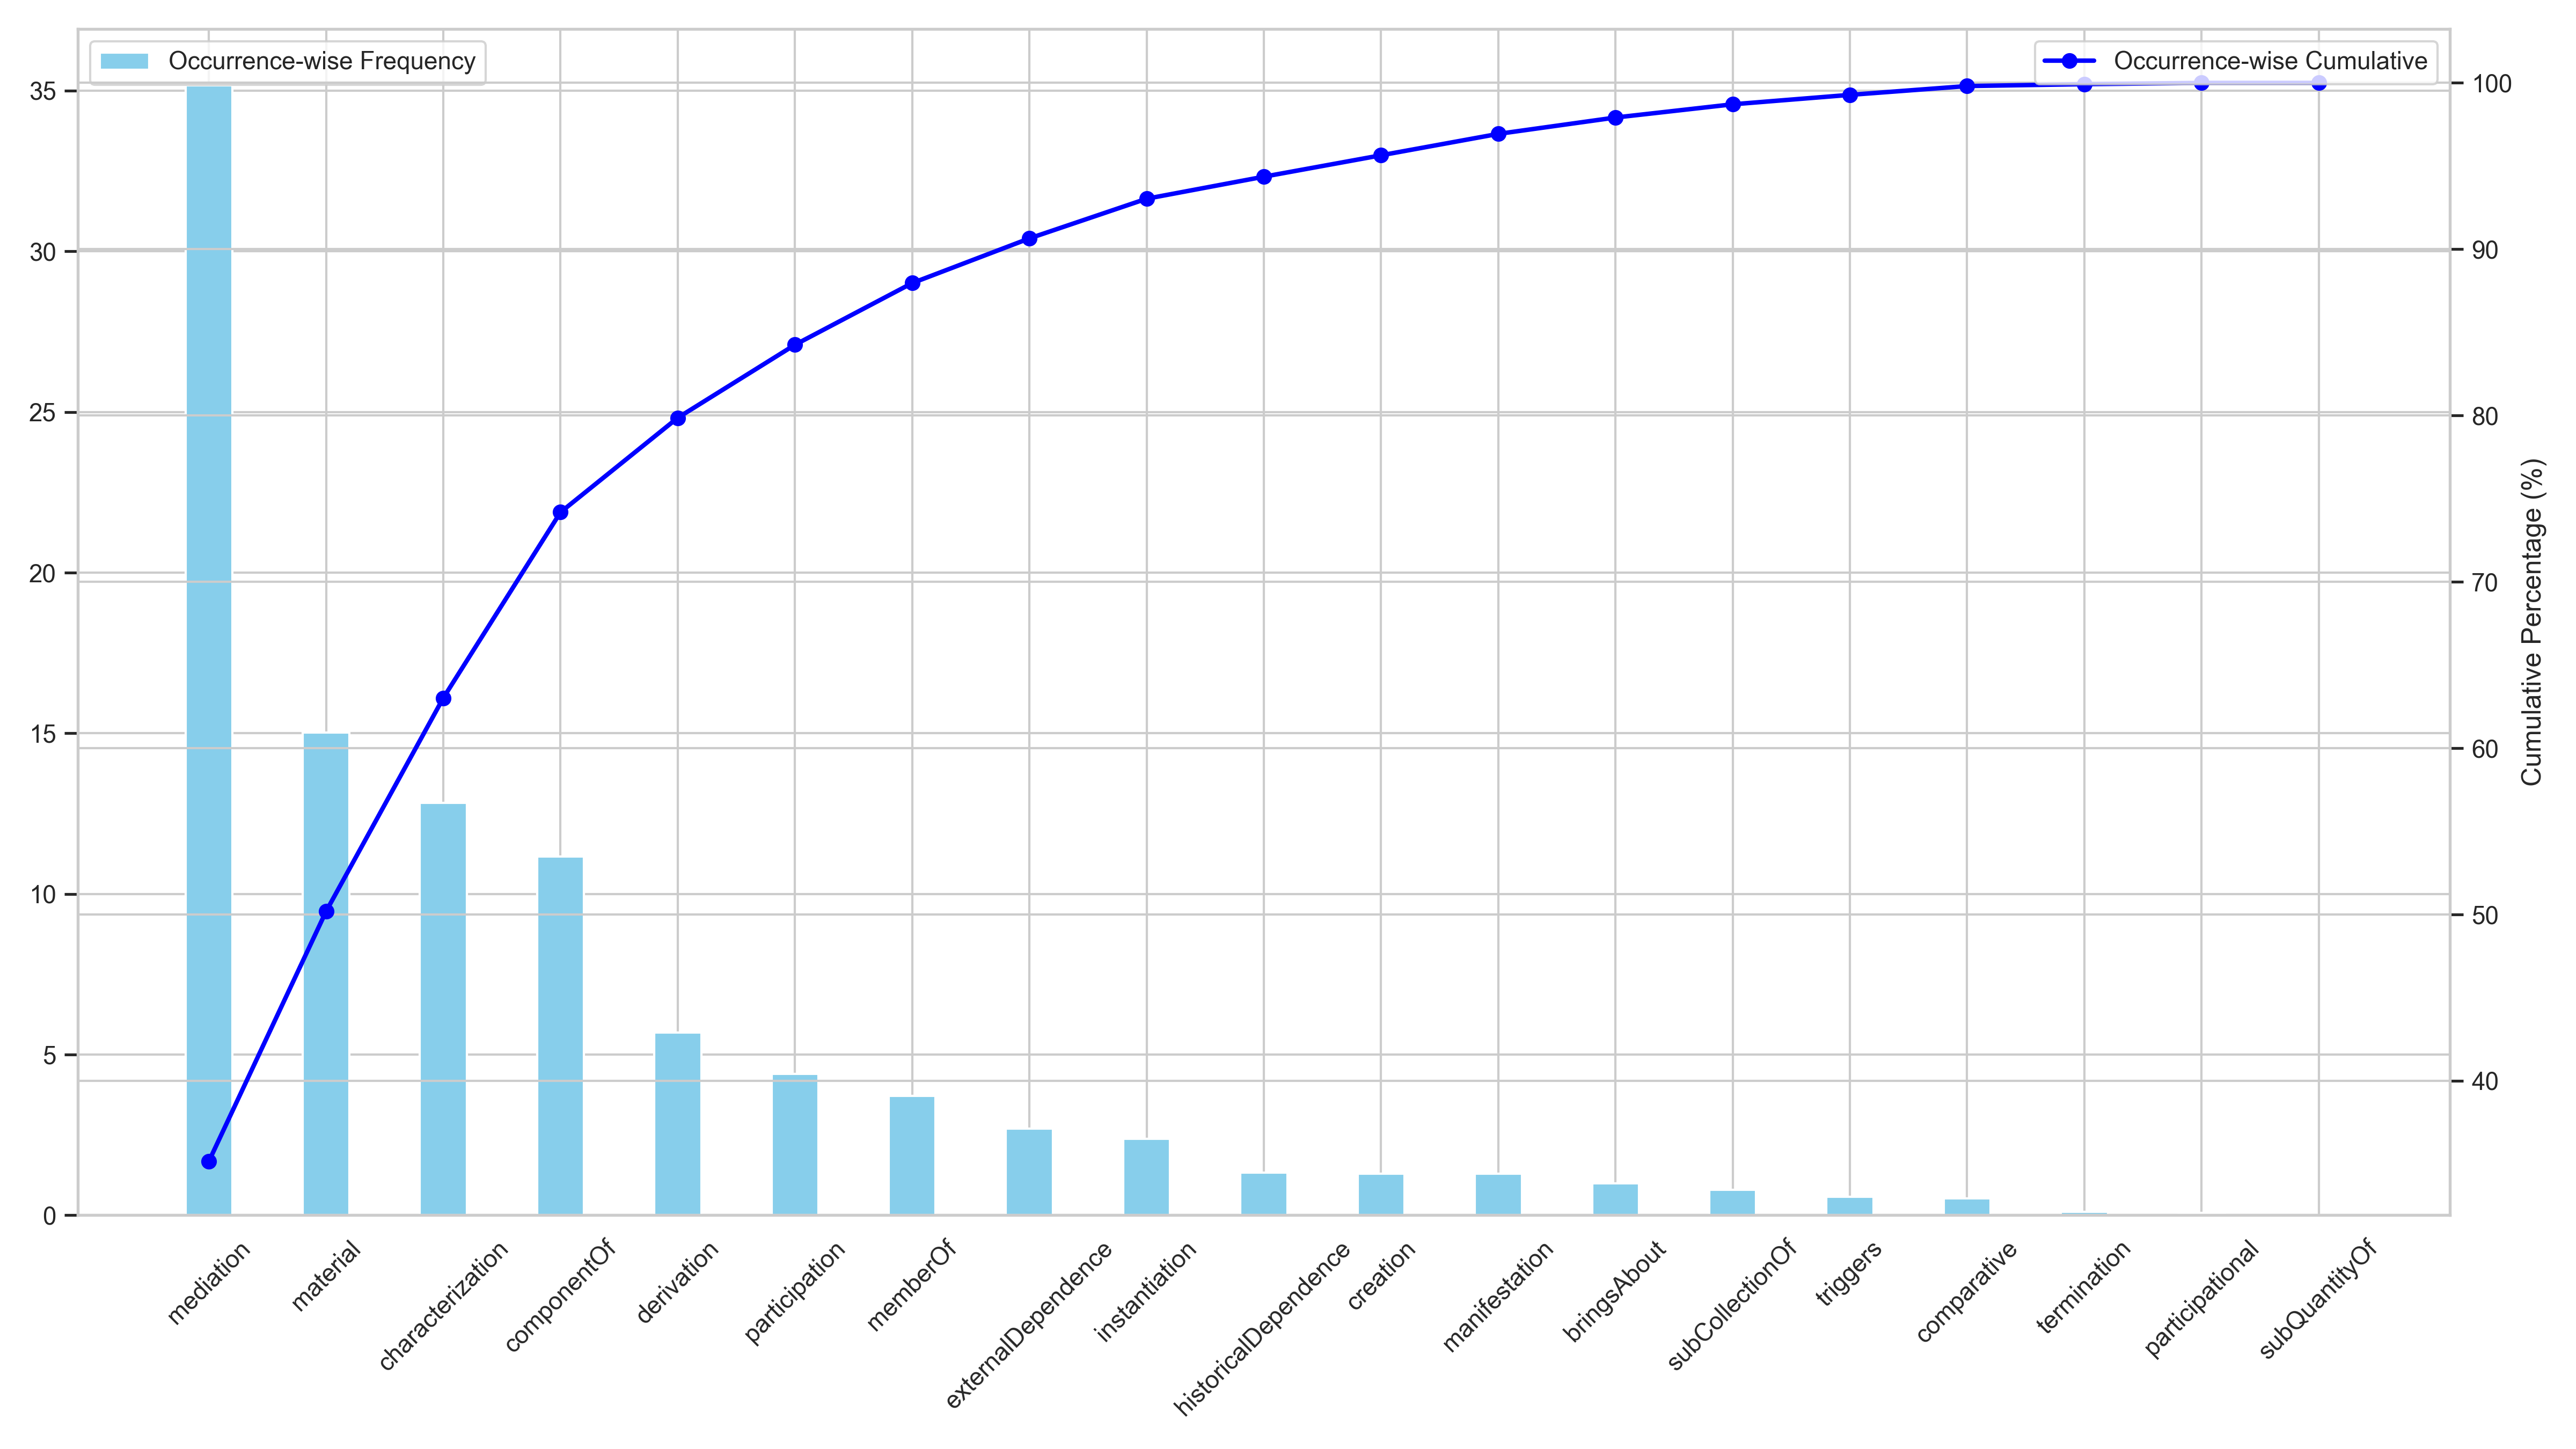 Occurrence-wise Frequency
Occurrence-wise Cumulative
35
30
25
20
15
10
5
0
100
90
80
70
60
50
40
Cumulative Percentage (%)
mediation
material
characterization
componentOf
derivation
participation
memberOf
externalDependence
instantiation
historicalDependence
creation
manifestation
bringsAbout
subCollectionOf
triggers
comparative
termination
participational
subQuantityOf